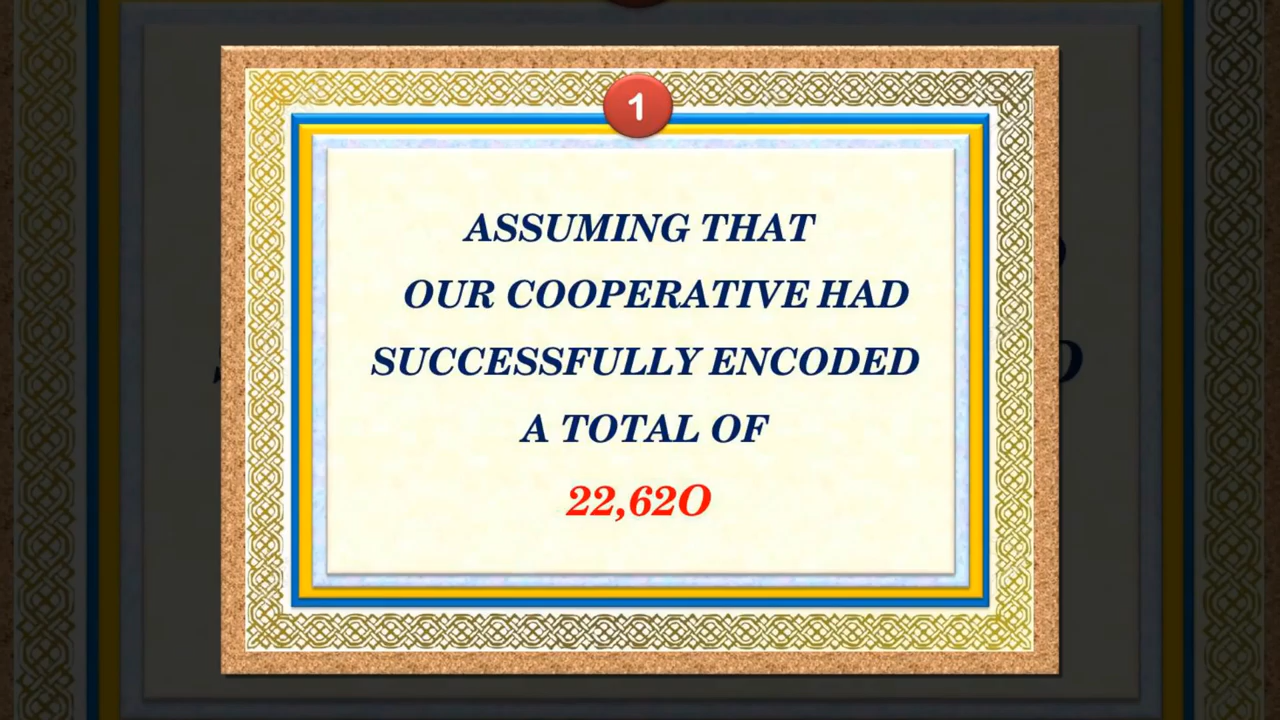 1
ASSUMING THAT
OUR COOPERATIVE HAD
SUCCESSFULLY ENCODED
A TOTAL OF
22,62O